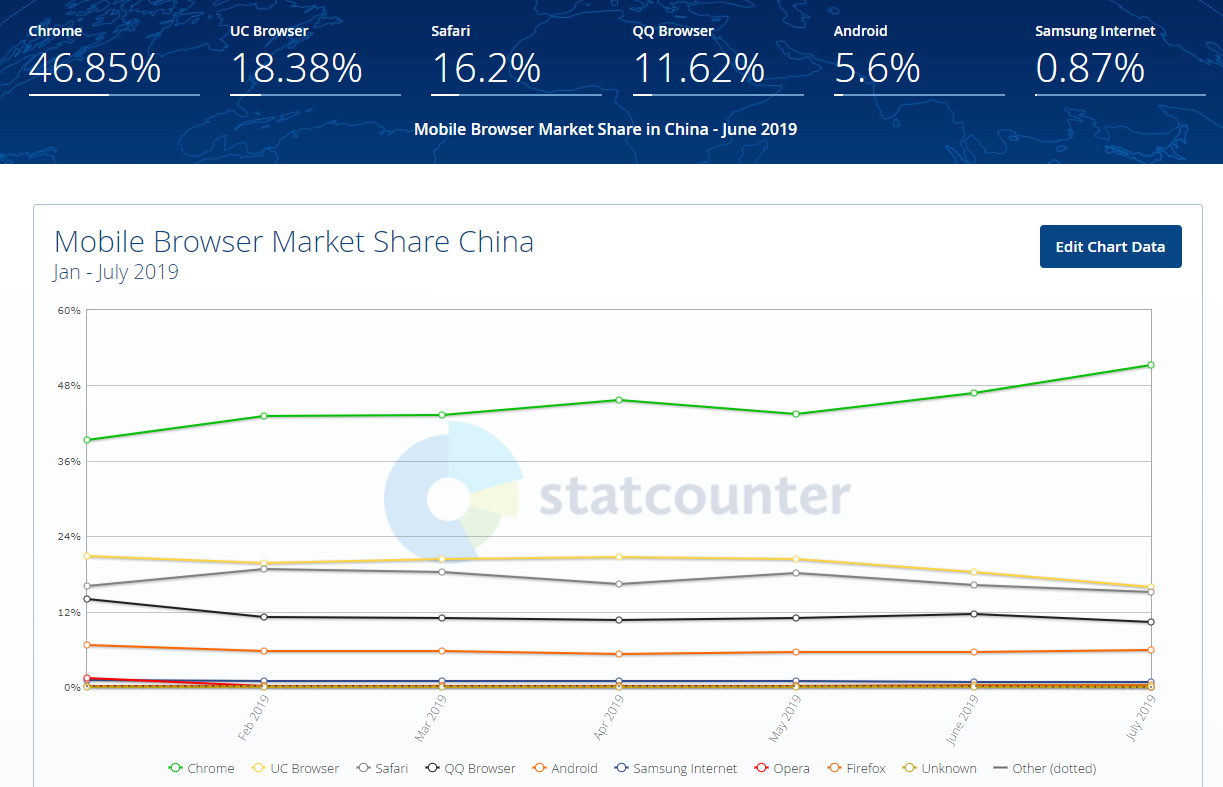 Chrome UC Browser Safari QQ Browser Android Samsung Internet
46.85% 18.38% 16.2% 11.62% 5.6% 0.87%
Mobile Browser Market Share in China - June 2019
Mobile Browser Market Share China
Jan - July 2019
Edit Chart Data
60%
48%
36%
statcounter
24%
12%
0%
Feb 2019 Mar 2019 Apr 2019 May 2019 June 2019 July 2019
Chrome UC Browser Safari QQ Browser Android Samsung Internet Opera Firefox Unknown Other (dotted)